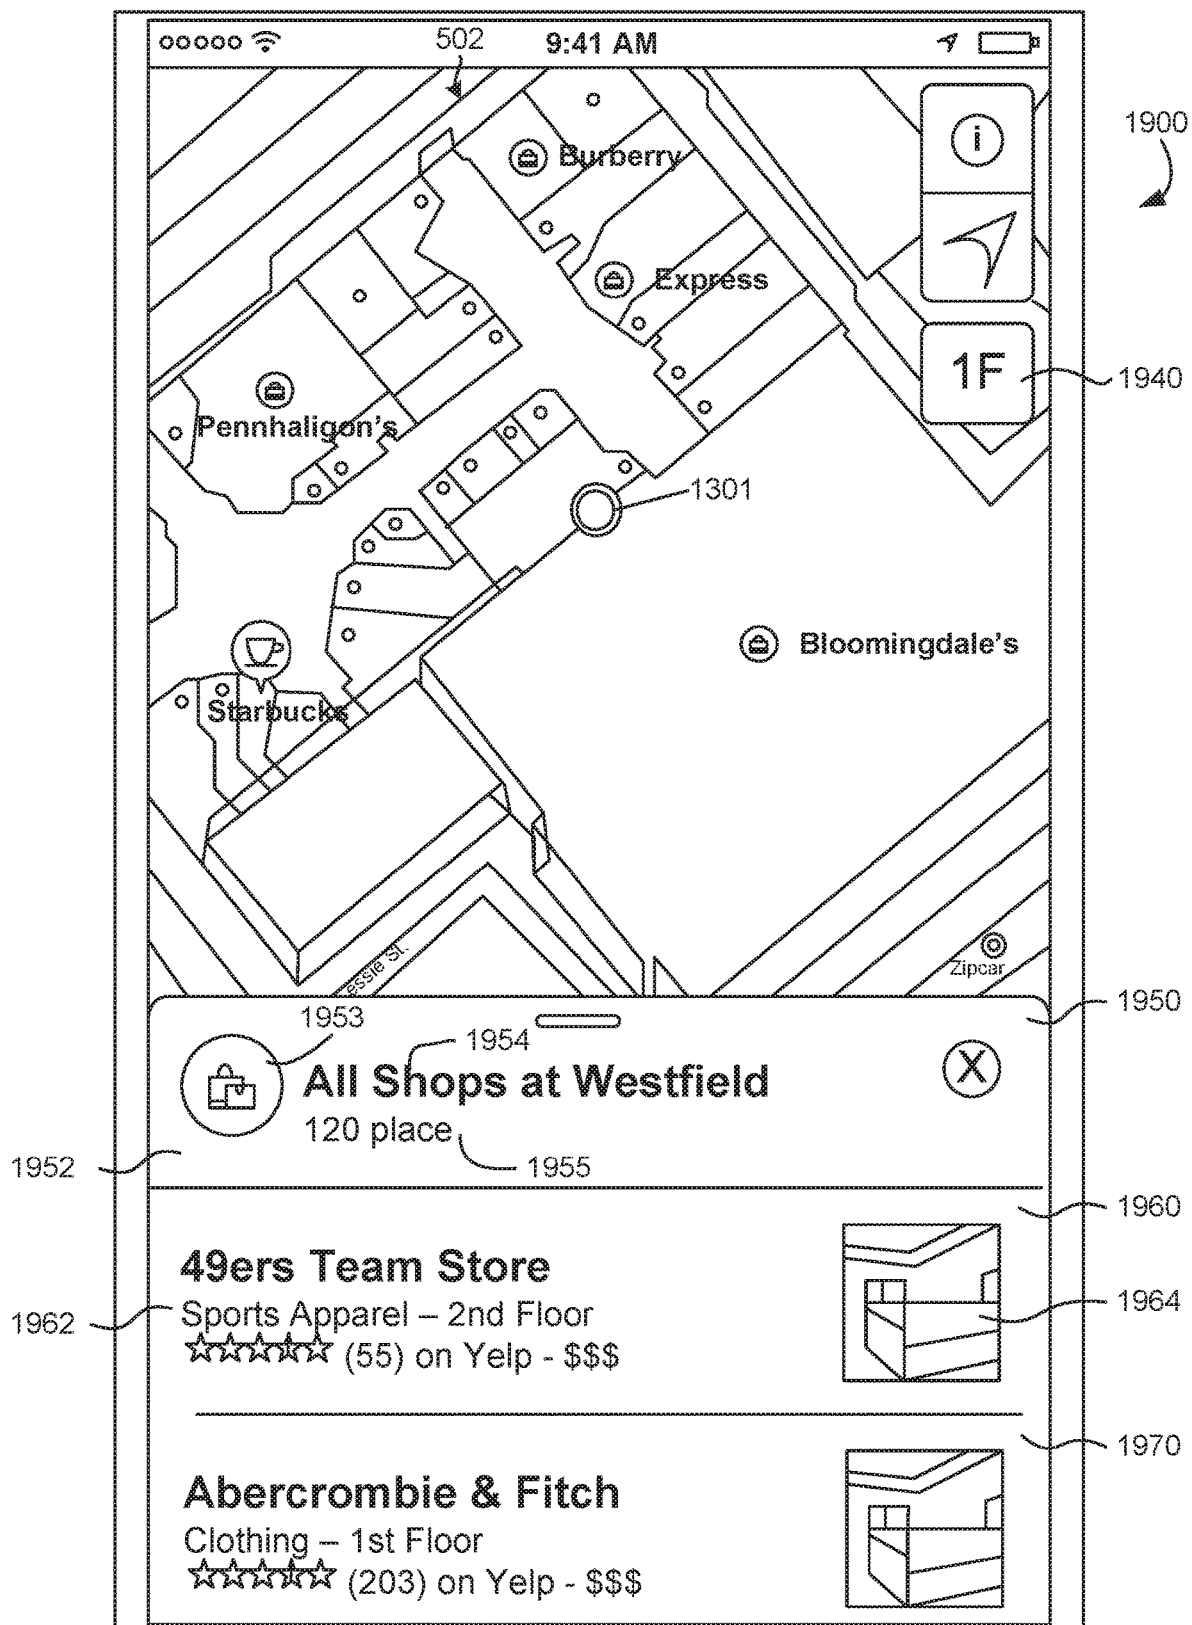 502
9:41 AM
1900
i
Burberry
Express
1F
1940
Pennhaligon's
1301
Bloomingdale's
Starbucks
essie St.
Zipcar
1950
1953
1954
All Shops at Westfield
X
120 place
1952
1955
1960
49ers Team Store
Sports Apparel – 2nd Floor
1962
1964
(55) on Yelp - $$$
1970
Abercrombie & Fitch
Clothing – 1st Floor
(203) on Yelp - $$$